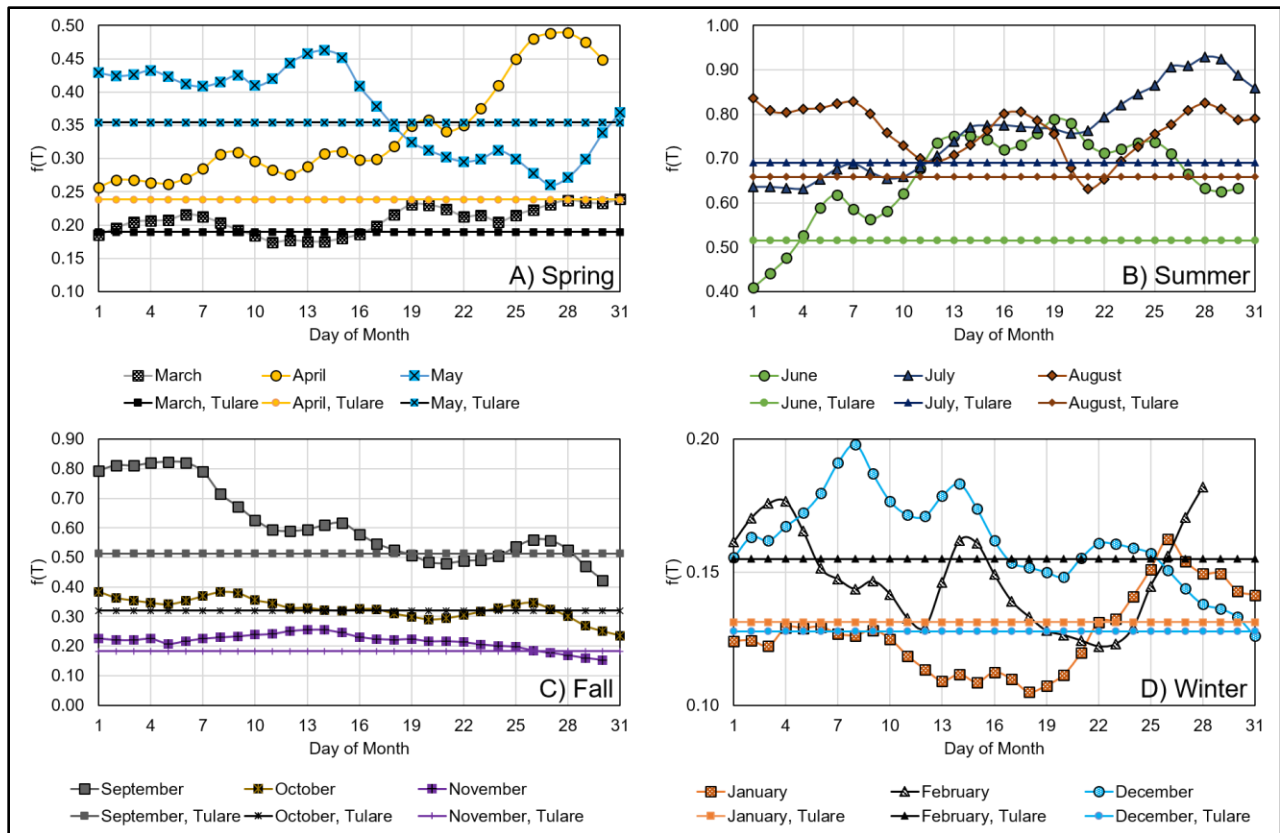 0.50
0.45
0.40
0.35
0.30
0.25
0.20
0.15
0.10
f(T)
1 4 7 10 13 16 19 22 25 28 31
Day of Month
A) Spring
March April May
March, Tulare April, Tulare May, Tulare
1.00
0.90
0.80
0.70
0.60
0.50
0.40
f(T)
1 4 7 10 13 16 19 22 25 28 31
Day of Month
B) Summer
June July August
June, Tulare July, Tulare August, Tulare
0.90
0.80
0.70
0.60
0.50
0.40
0.30
0.20
0.10
0.00
f(T)
1 4 7 10 13 16 19 22 25 28 31
Day of Month
C) Fall
September October November
September, Tulare October, Tulare November, Tulare
0.20
0.15
0.10
f(T)
1 4 7 10 13 16 19 22 25 28 31
Day of Month
D) Winter
January February December
January, Tulare February, Tulare December, Tulare